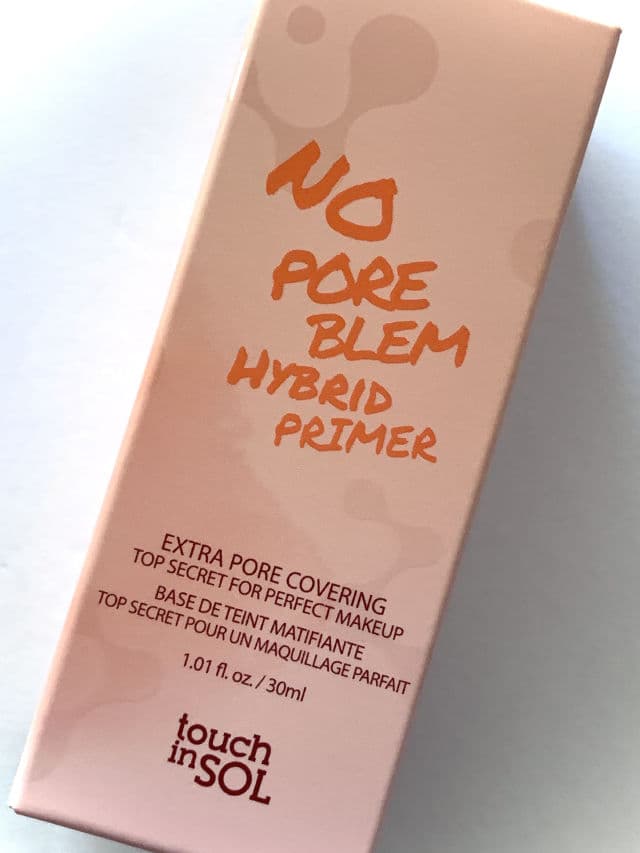 NO
PORE
BLEM
HYBRID
PRIMER
EXTRA PORE COVERING
TOP SECRET FOR PERFECT MAKEUP
BASE DE TEINT MATIFIANTE
TOP SECRET POUR UN MAQUILLAGE PARFAIT
1.01 fl. oz. / 30ml
touch
inSOL